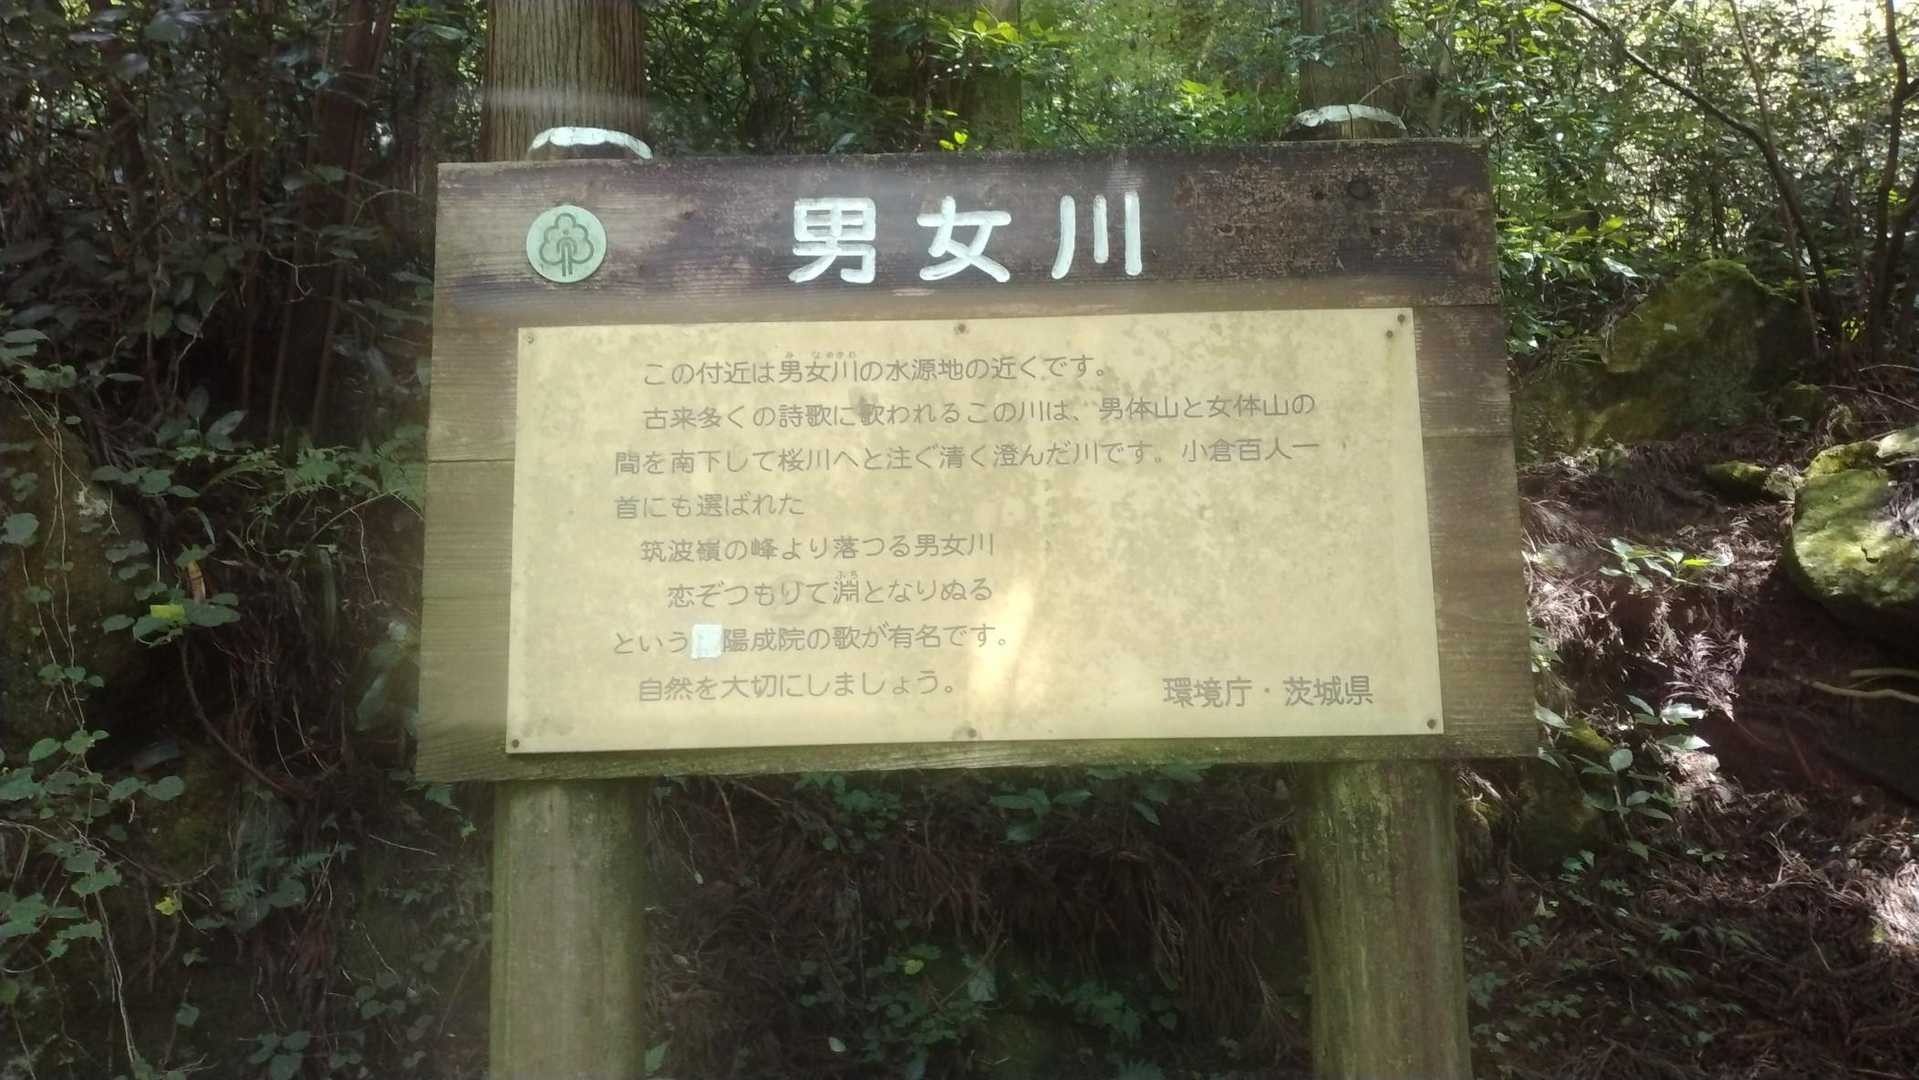 男女川
この付近は男女川の水源地の近くです。
古来多くの詩歌に歌われるこの川は、男体山と女体山の
間を南下して桜川へと注ぐ清く澄んだ川です。小倉百人一
首にも選ばれた
筑波嶺の峰より落つる男女川
恋ぞつもりて淵となりぬる
という陽成院の歌が有名です。
自然を大切にしましょう。
環境庁・茨城県